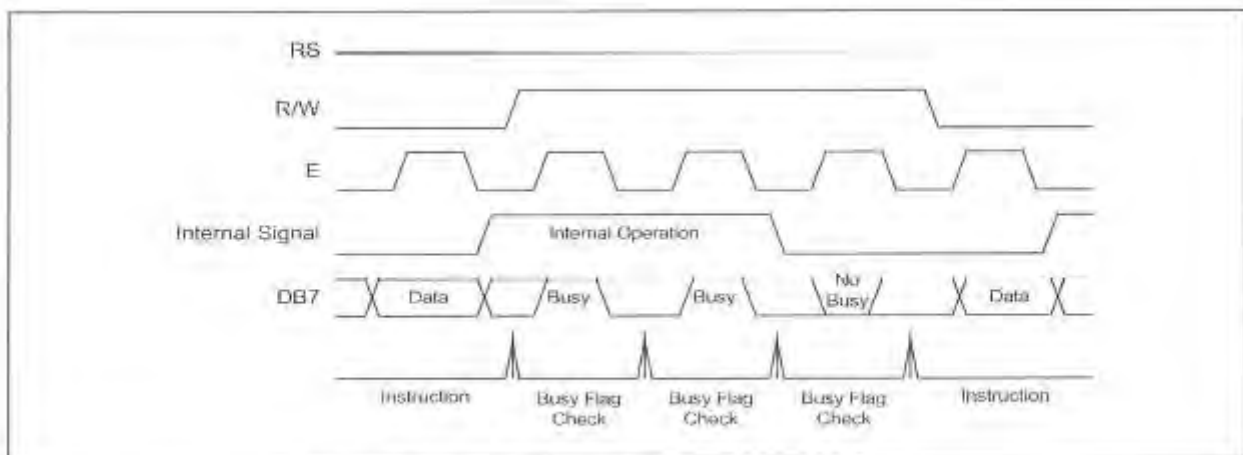 RS
R/W
E
Internal Signal
Internal Operation
DB7
Data
Busy
Busy
No
Busy
Data
Instruction
Busy Flag
Check
Busy Flag
Check
Busy Flag
Check
Instruction